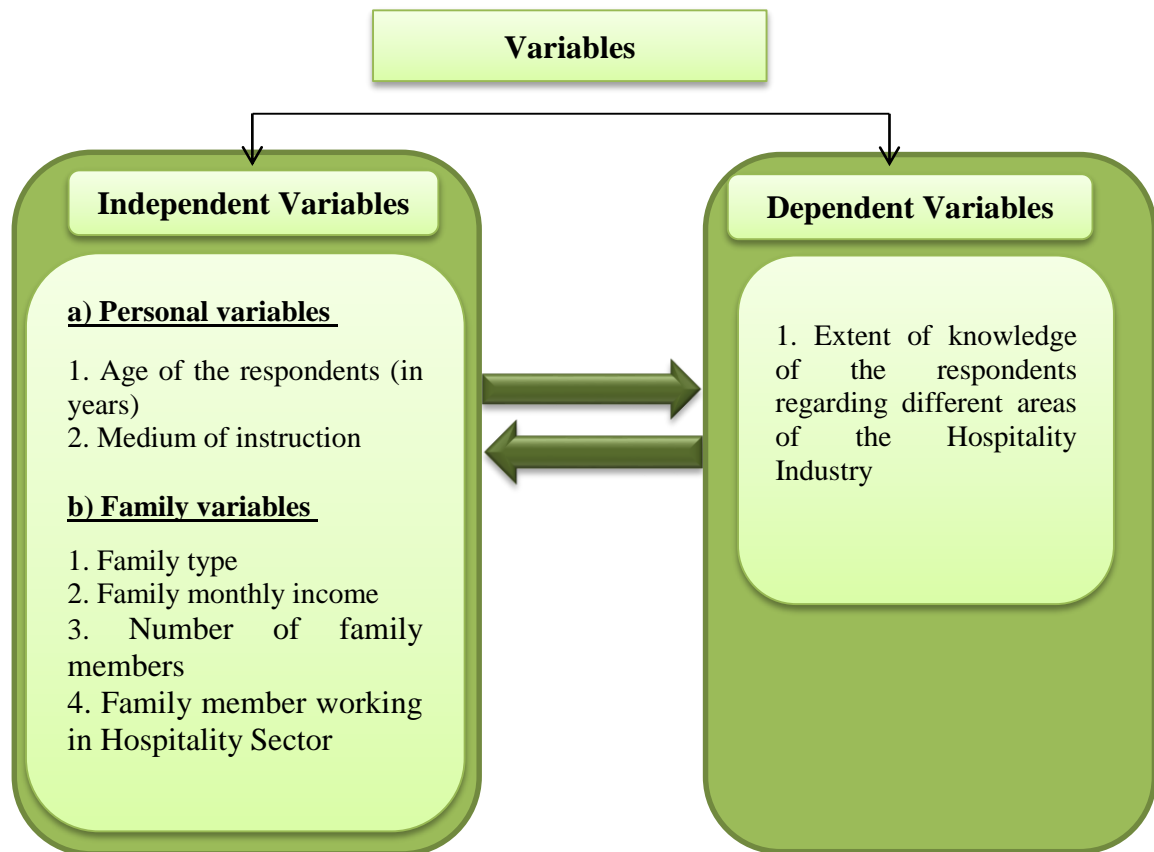 Variables
Independent Variables
a) Personal variables
1. Age of the respondents (in
years)
2. Medium of instruction
b) Family variables
1. Family type
2. Family monthly income
3. Number of family
members
4. Family member working
in Hospitality Sector
Dependent Variables
1. Extent of knowledge
of the respondents
regarding different areas
of the Hospitality
Industry